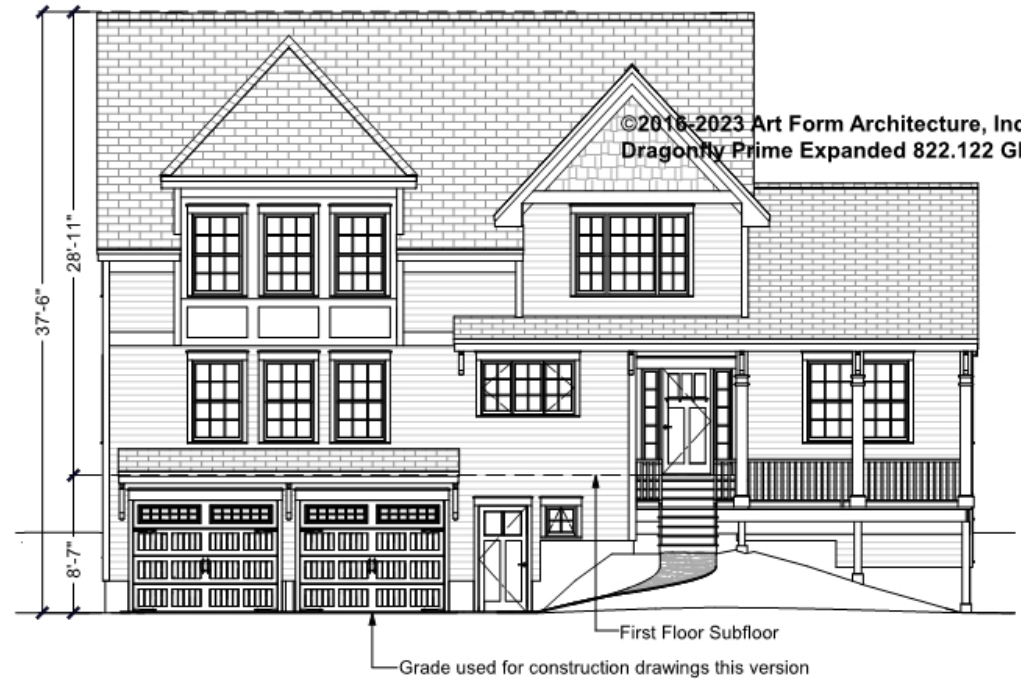 ©2016-2023 Art Form Architecture, Inc
Dragonfly Prime Expanded 822.122 G
28'-11"
37'-6"
8'-7"
First Floor Subfloor
Grade used for construction drawings this version